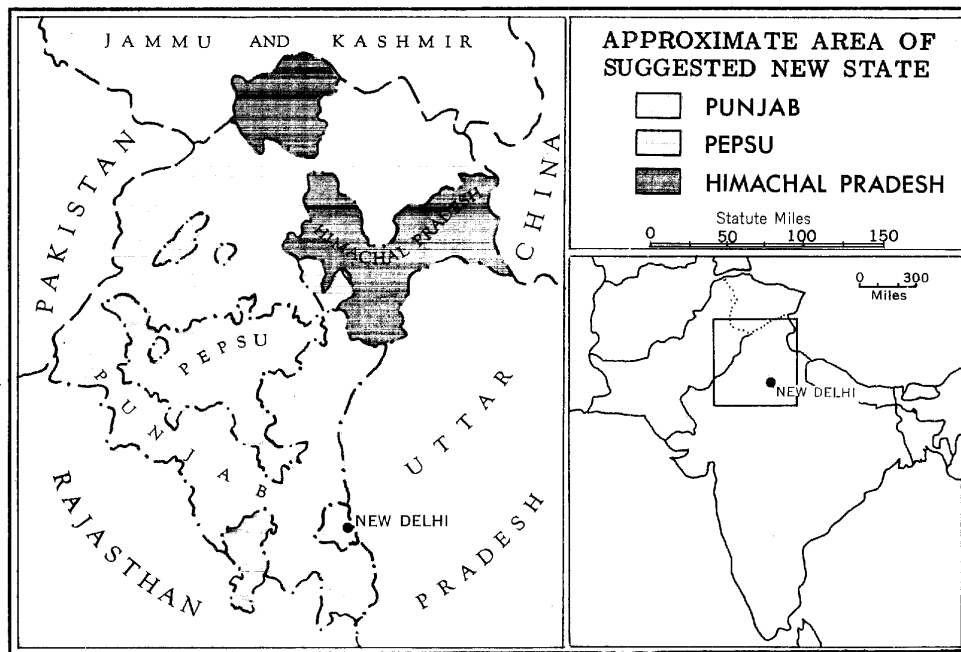 JAMMU AND KASHMIR
PAKISTAN
CHINA
HIMACHAL PRADESH
PEPSU
PUNJAB
RAJASTHAN
UTTAR
PRADESH
NEW DELHI
APPROXIMATE AREA OF
SUGGESTED NEW STATE
PUNJAB
PEPSU
HIMACHAL PRADESH
Statute Miles
0 50 100 150
0 300
Miles
NEW DELHI